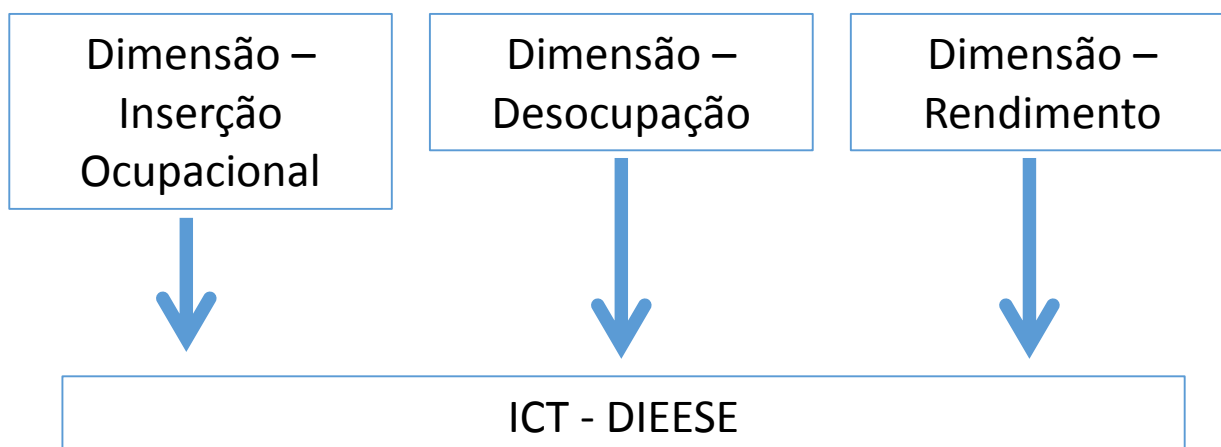 Dimensão –
Inserção
Ocupacional
Dimensão –
Desocupação
Dimensão –
Rendimento
ICT - DIEESE